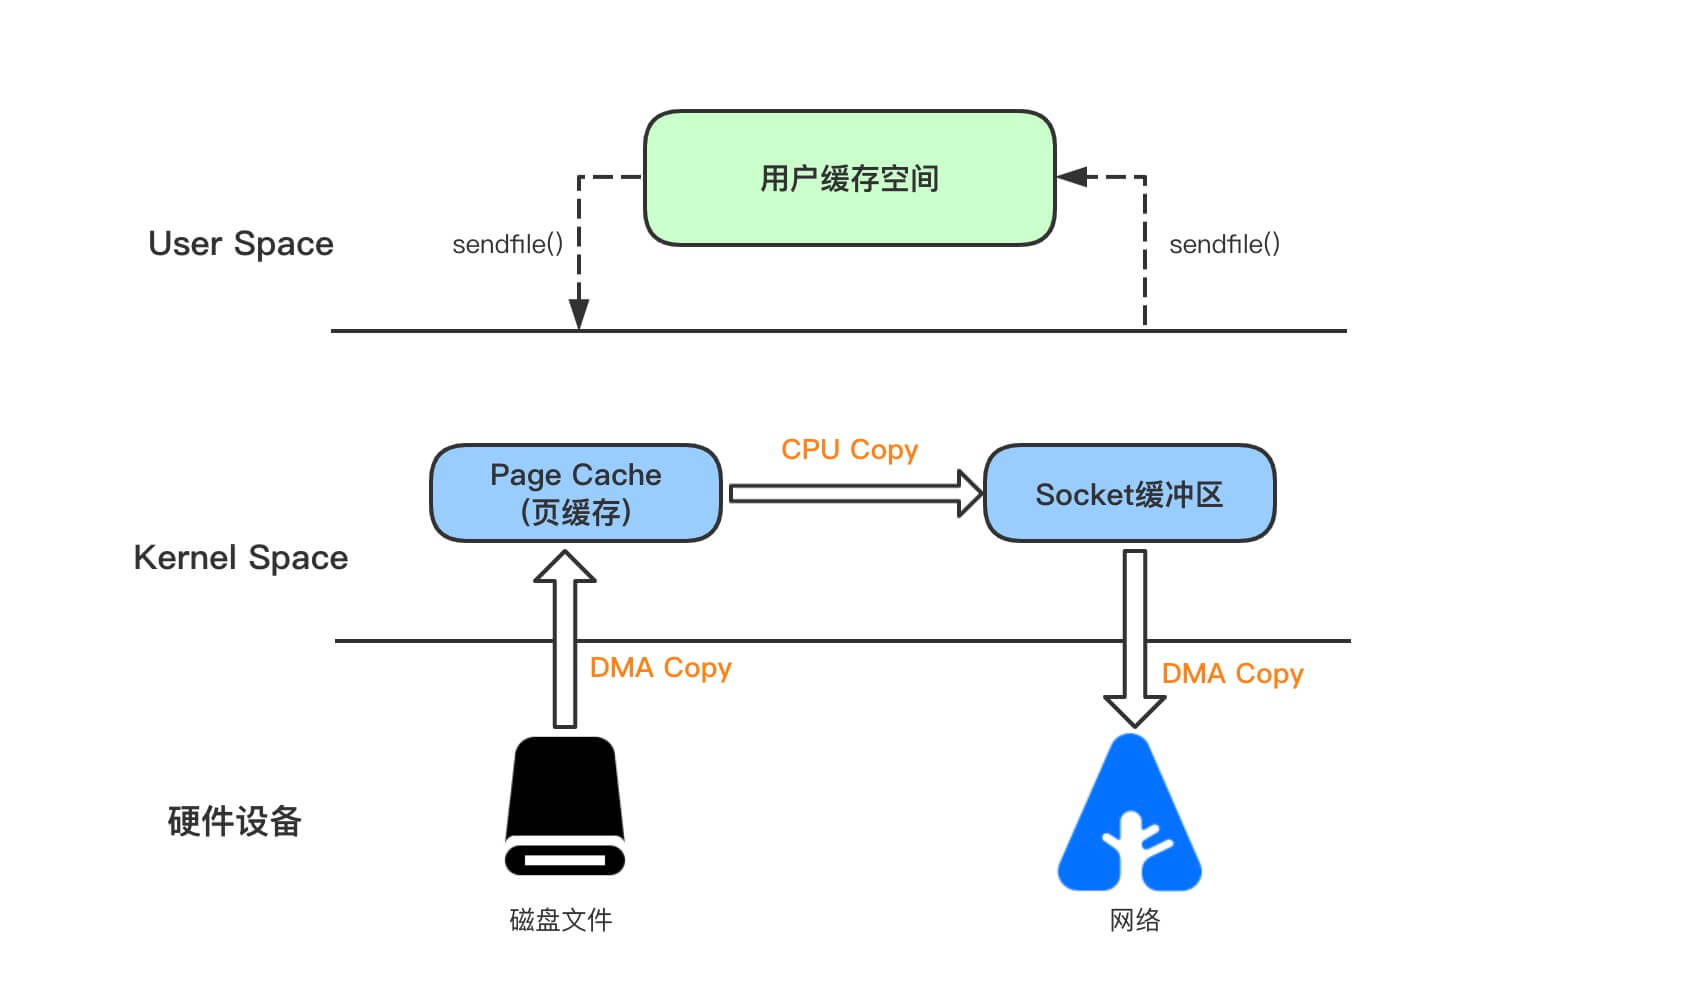 用户缓存空间
User Space
sendfile()
sendfile()
CPU Copy
Page Cache
（页缓存）
Socket缓冲区
Kernel Space
DMA Copy
DMA Copy
硬件设备
磁盘文件
网络